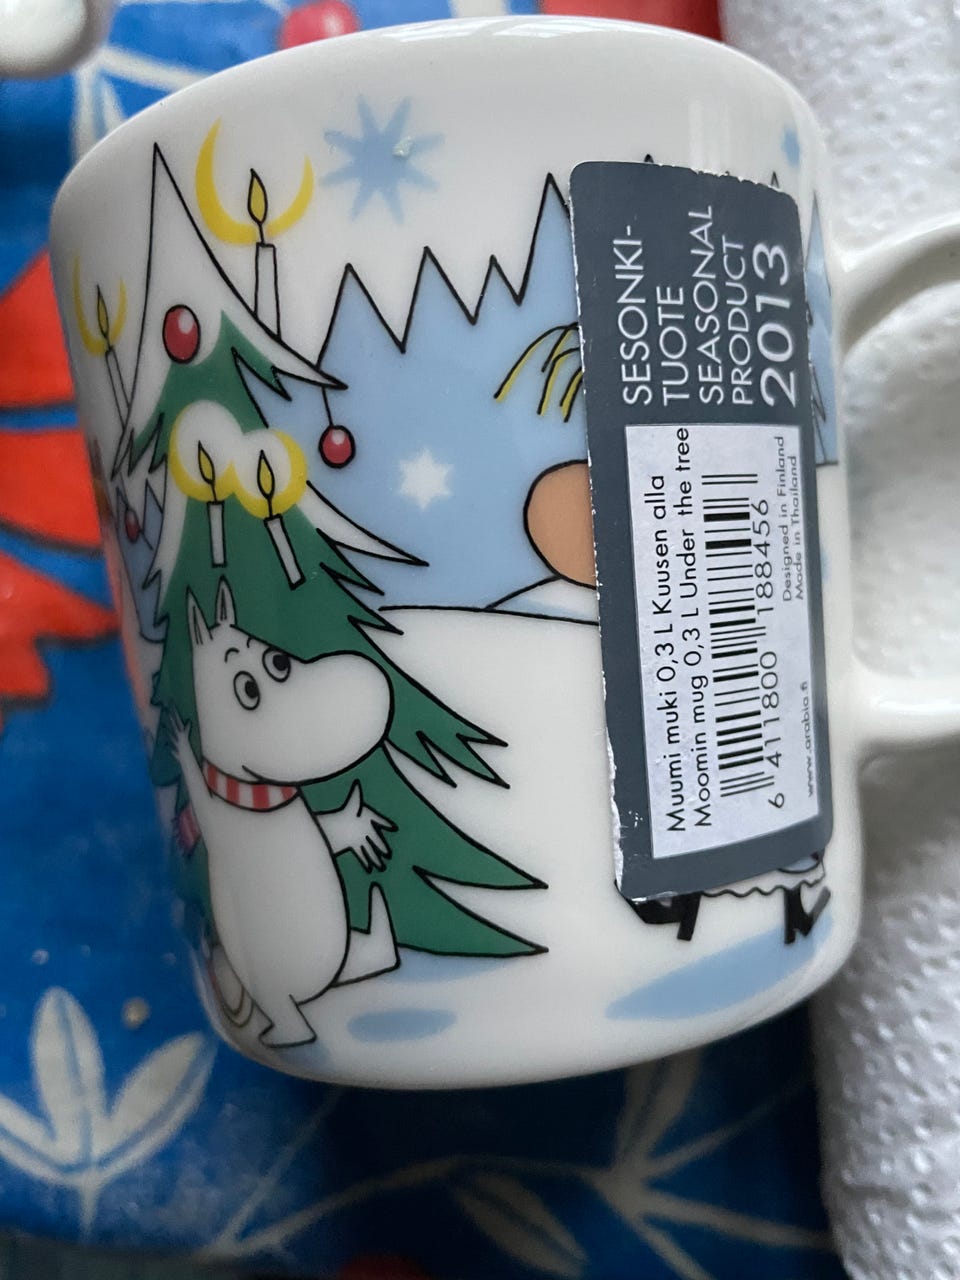 SESONKI-
TUOTE
SEASONAL
PRODUCT
2013
Muumi muki 0,3 L Kuusen alla
Moomin mug 0,3 L Under the tree
6 411800 188456
Designed in Finland
Made in Thailand
www.arabia.fi